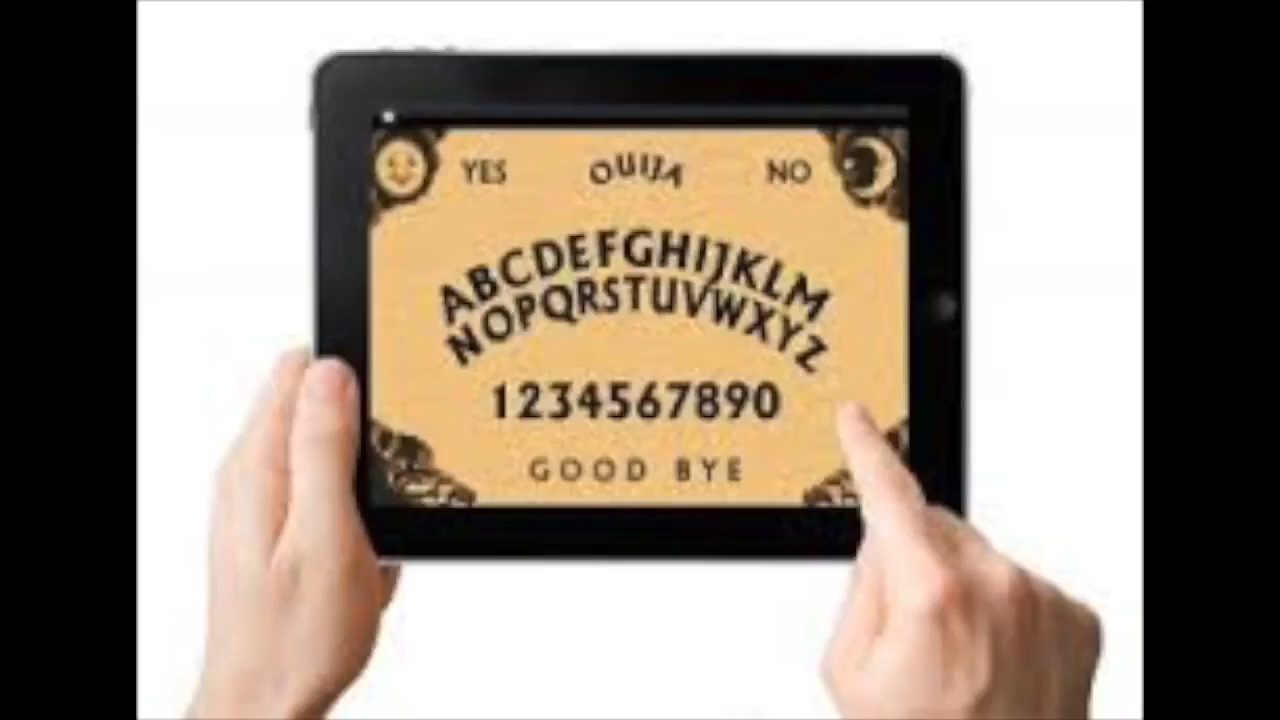 YES OUIJA NO
ABCDEFGHIJKLM
NOPQRSTUVWXYZ
1234567890
GOOD BYE